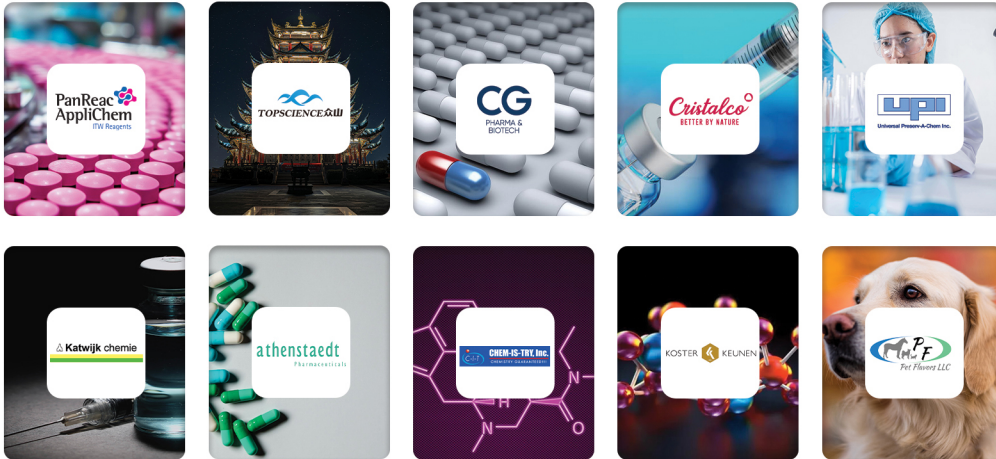 PanReac
AppliChem
ITW Reagents
TOPSCIENCE众山
CG
PHARMA &
BIOTECH
Cristalco
BETTER BY NATURE
upi
Universal Preserv-A-Chem Inc.
Katwijk chemie
athenstaedt
Pharmaceuticals
C-I-T
CHEM-IS-TRY, Inc.
CHEMISTRY GUARANTEED!!!
H
N
N
O
KOSTER KEUNEN
PF
Pet Flavors LLC